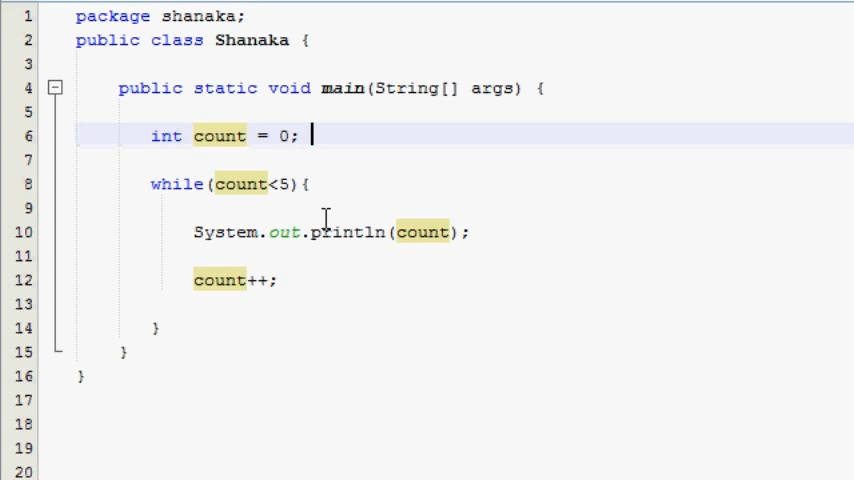 1 package shanaka;
2 public class Shanaka {
3
4 public static void main(String[] args) {
5
6 int count = 0;
7
8 while(count<5){
9
10 System.out.println(count);
11
12 count++;
13
14 }
15 }
16 }
17
18
19
20